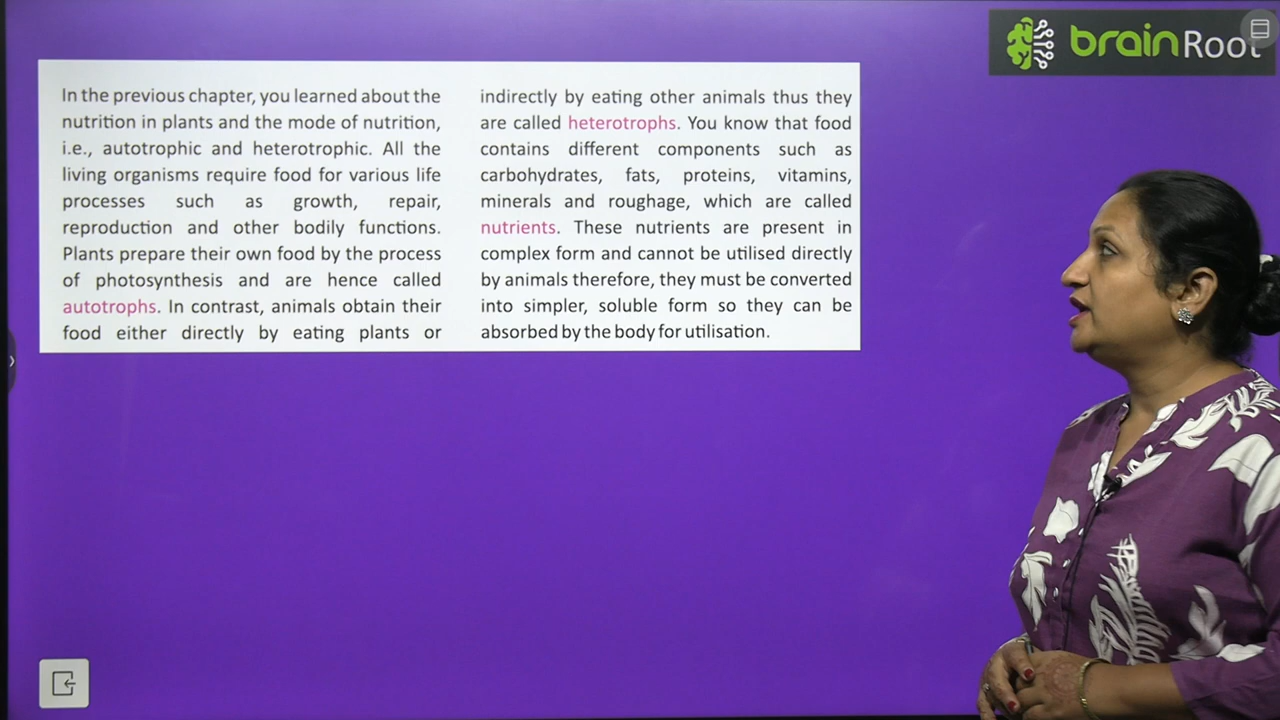 brainRoot
In the previous chapter, you learned about the
nutrition in plants and the mode of nutrition,
i.e., autotrophic and heterotrophic. All the
living organisms require food for various life
processes such as growth, repair,
reproduction and other bodily functions.
Plants prepare their own food by the process
of photosynthesis and are hence called
autotrophs. In contrast, animals obtain their
food either directly by eating plants or
indirectly by eating other animals thus they
are called heterotrophs. You know that food
contains different components such as
carbohydrates, fats, proteins, vitamins,
minerals and roughage, which are called
nutrients. These nutrients are present in
complex form and cannot be utilised directly
by animals therefore, they must be converted
into simpler, soluble form so they can be
absorbed by the body for utilisation.